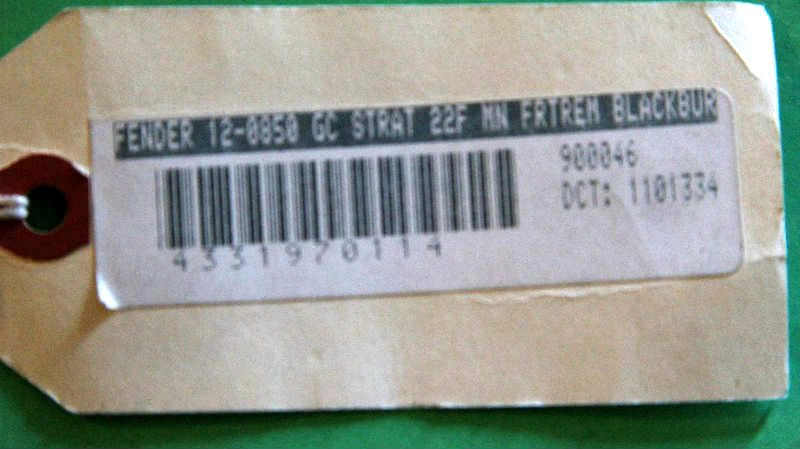 FENDER 12-0850 GC STRAT 22F MN FRTREM BLACKBUR
900046
DCT: 1101334
4331970114